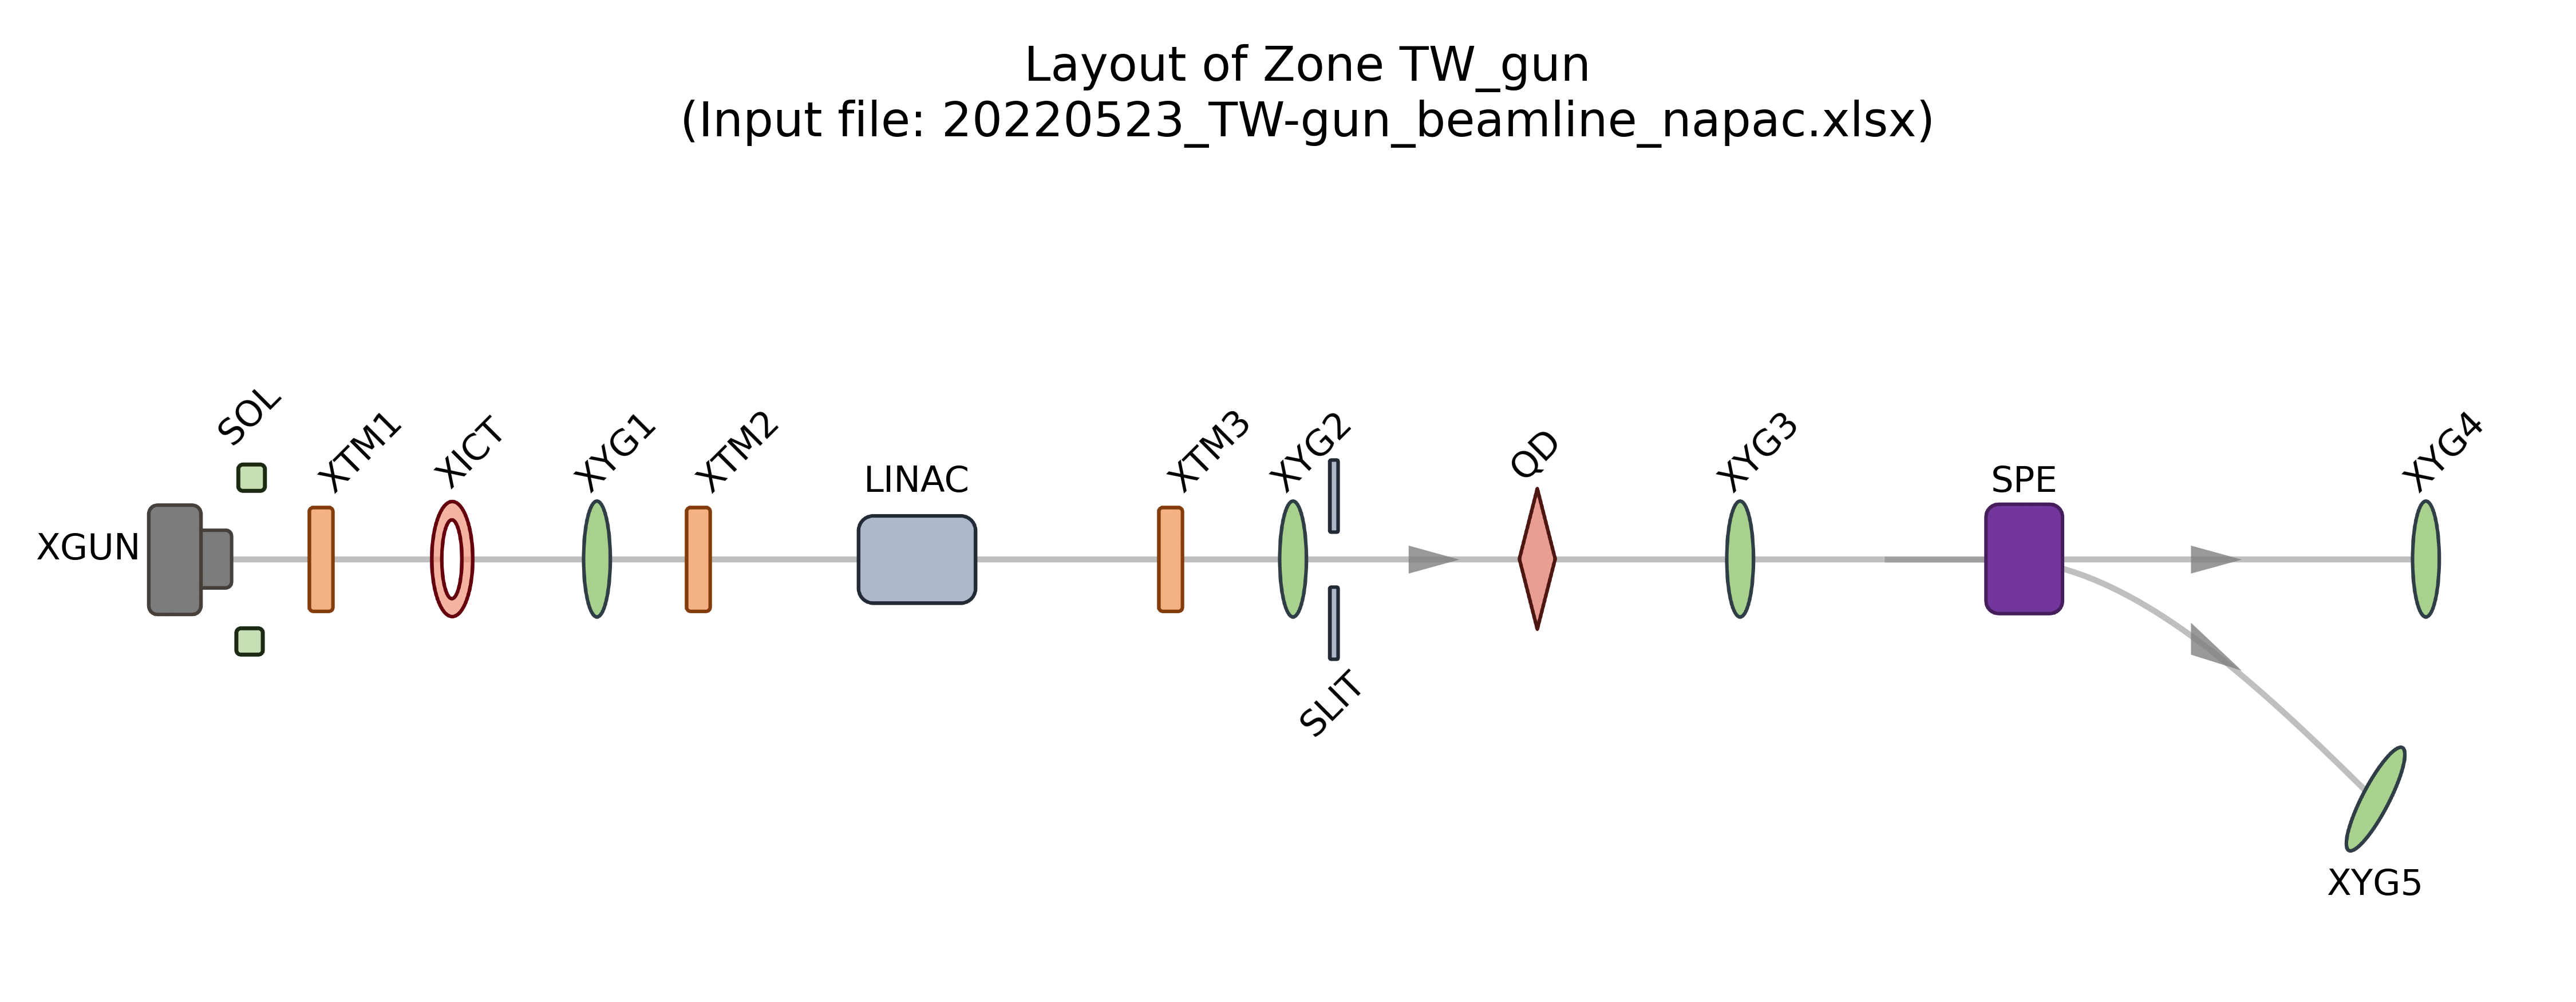 Layout of Zone TW_gun
(Input file: 20220523_TW-gun_beamline_napac.xlsx)
XGUN
SOL
XTM1
XICT
XYG1
XTM2
LINAC
XTM3
XYG2
SLIT
QD
XYG3
SPE
XYG4
XYG5